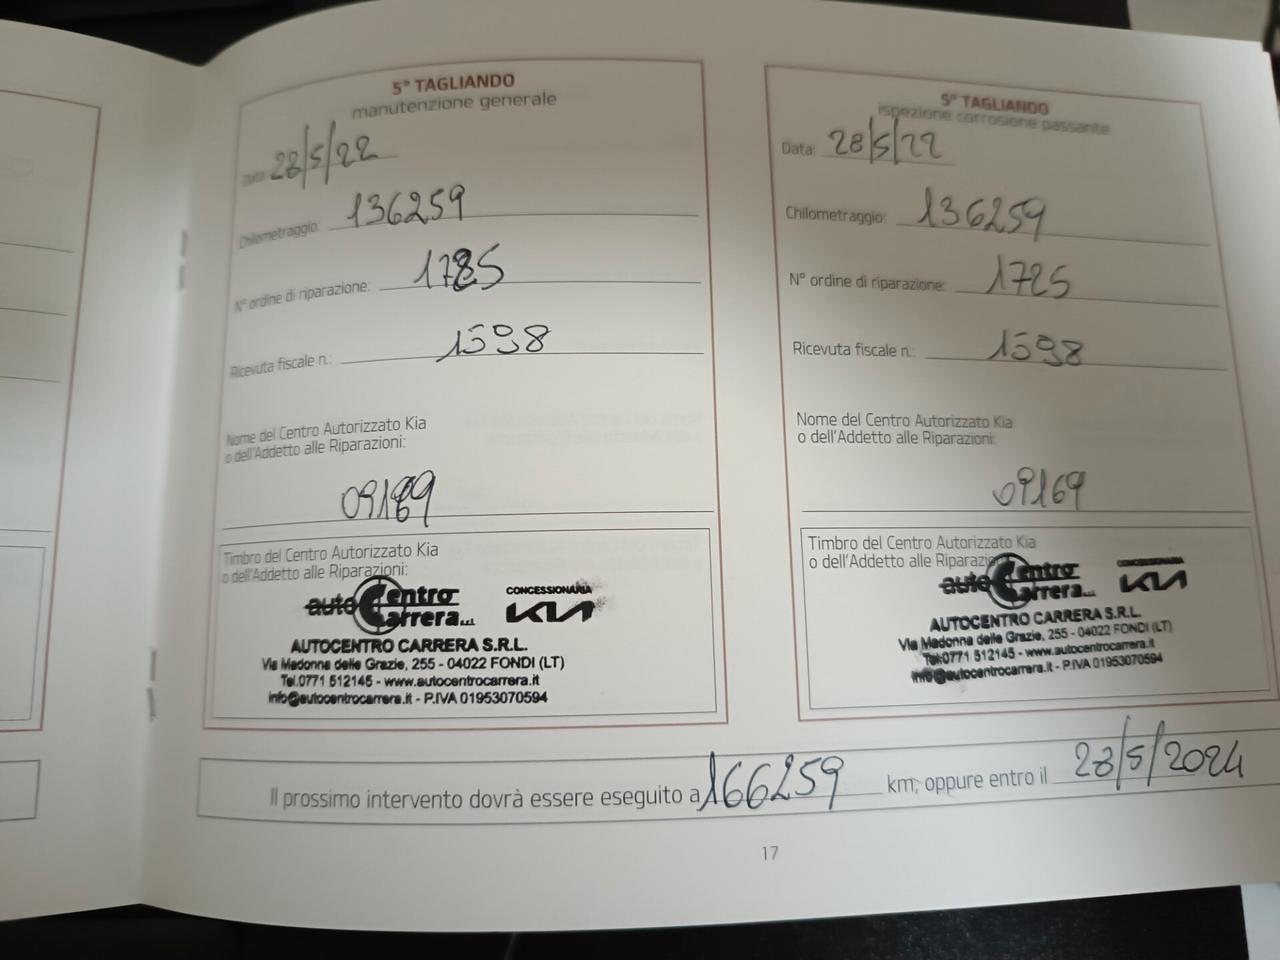 5° TAGLIANDO
manutenzione generale
Data: 28/5/22
Chilometraggio: 136259
N° ordine di riparazione: 1725
Ricevuta fiscale n.: 1598
Nome del Centro Autorizzato Kia
o dell'Addetto alle Riparazioni:
09169
Timbro del Centro Autorizzato Kia
o dell'Addetto alle Riparazioni:
auto Centro Carrera s.r.l.
CONCESSIONARIA
KIA
AUTOCENTRO CARRERA S.R.L.
Via Madonna delle Grazie, 255 - 04022 FONDI (LT)
Tel.0771 512145 - www.autocentrocarrera.it
info@autocentrocarrera.it - P.IVA 01953070594
5° TAGLIANDO
ispezione corrosione passante
Data: 28/5/22
Chilometraggio: 136259
N° ordine di riparazione: 1725
Ricevuta fiscale n.: 1598
Nome del Centro Autorizzato Kia
o dell'Addetto alle Riparazioni:
09169
Timbro del Centro Autorizzato Kia
o dell'Addetto alle Riparazioni:
auto Centro Carrera s.r.l.
CONCESSIONARIA
KIA
AUTOCENTRO CARRERA S.R.L.
Via Madonna delle Grazie, 255 - 04022 FONDI (LT)
Tel.0771 512145 - www.autocentrocarrera.it
info@autocentrocarrera.it - P.IVA 01953070594
Il prossimo intervento dovrà essere eseguito a 166259 km, oppure entro il 28/5/2024
17